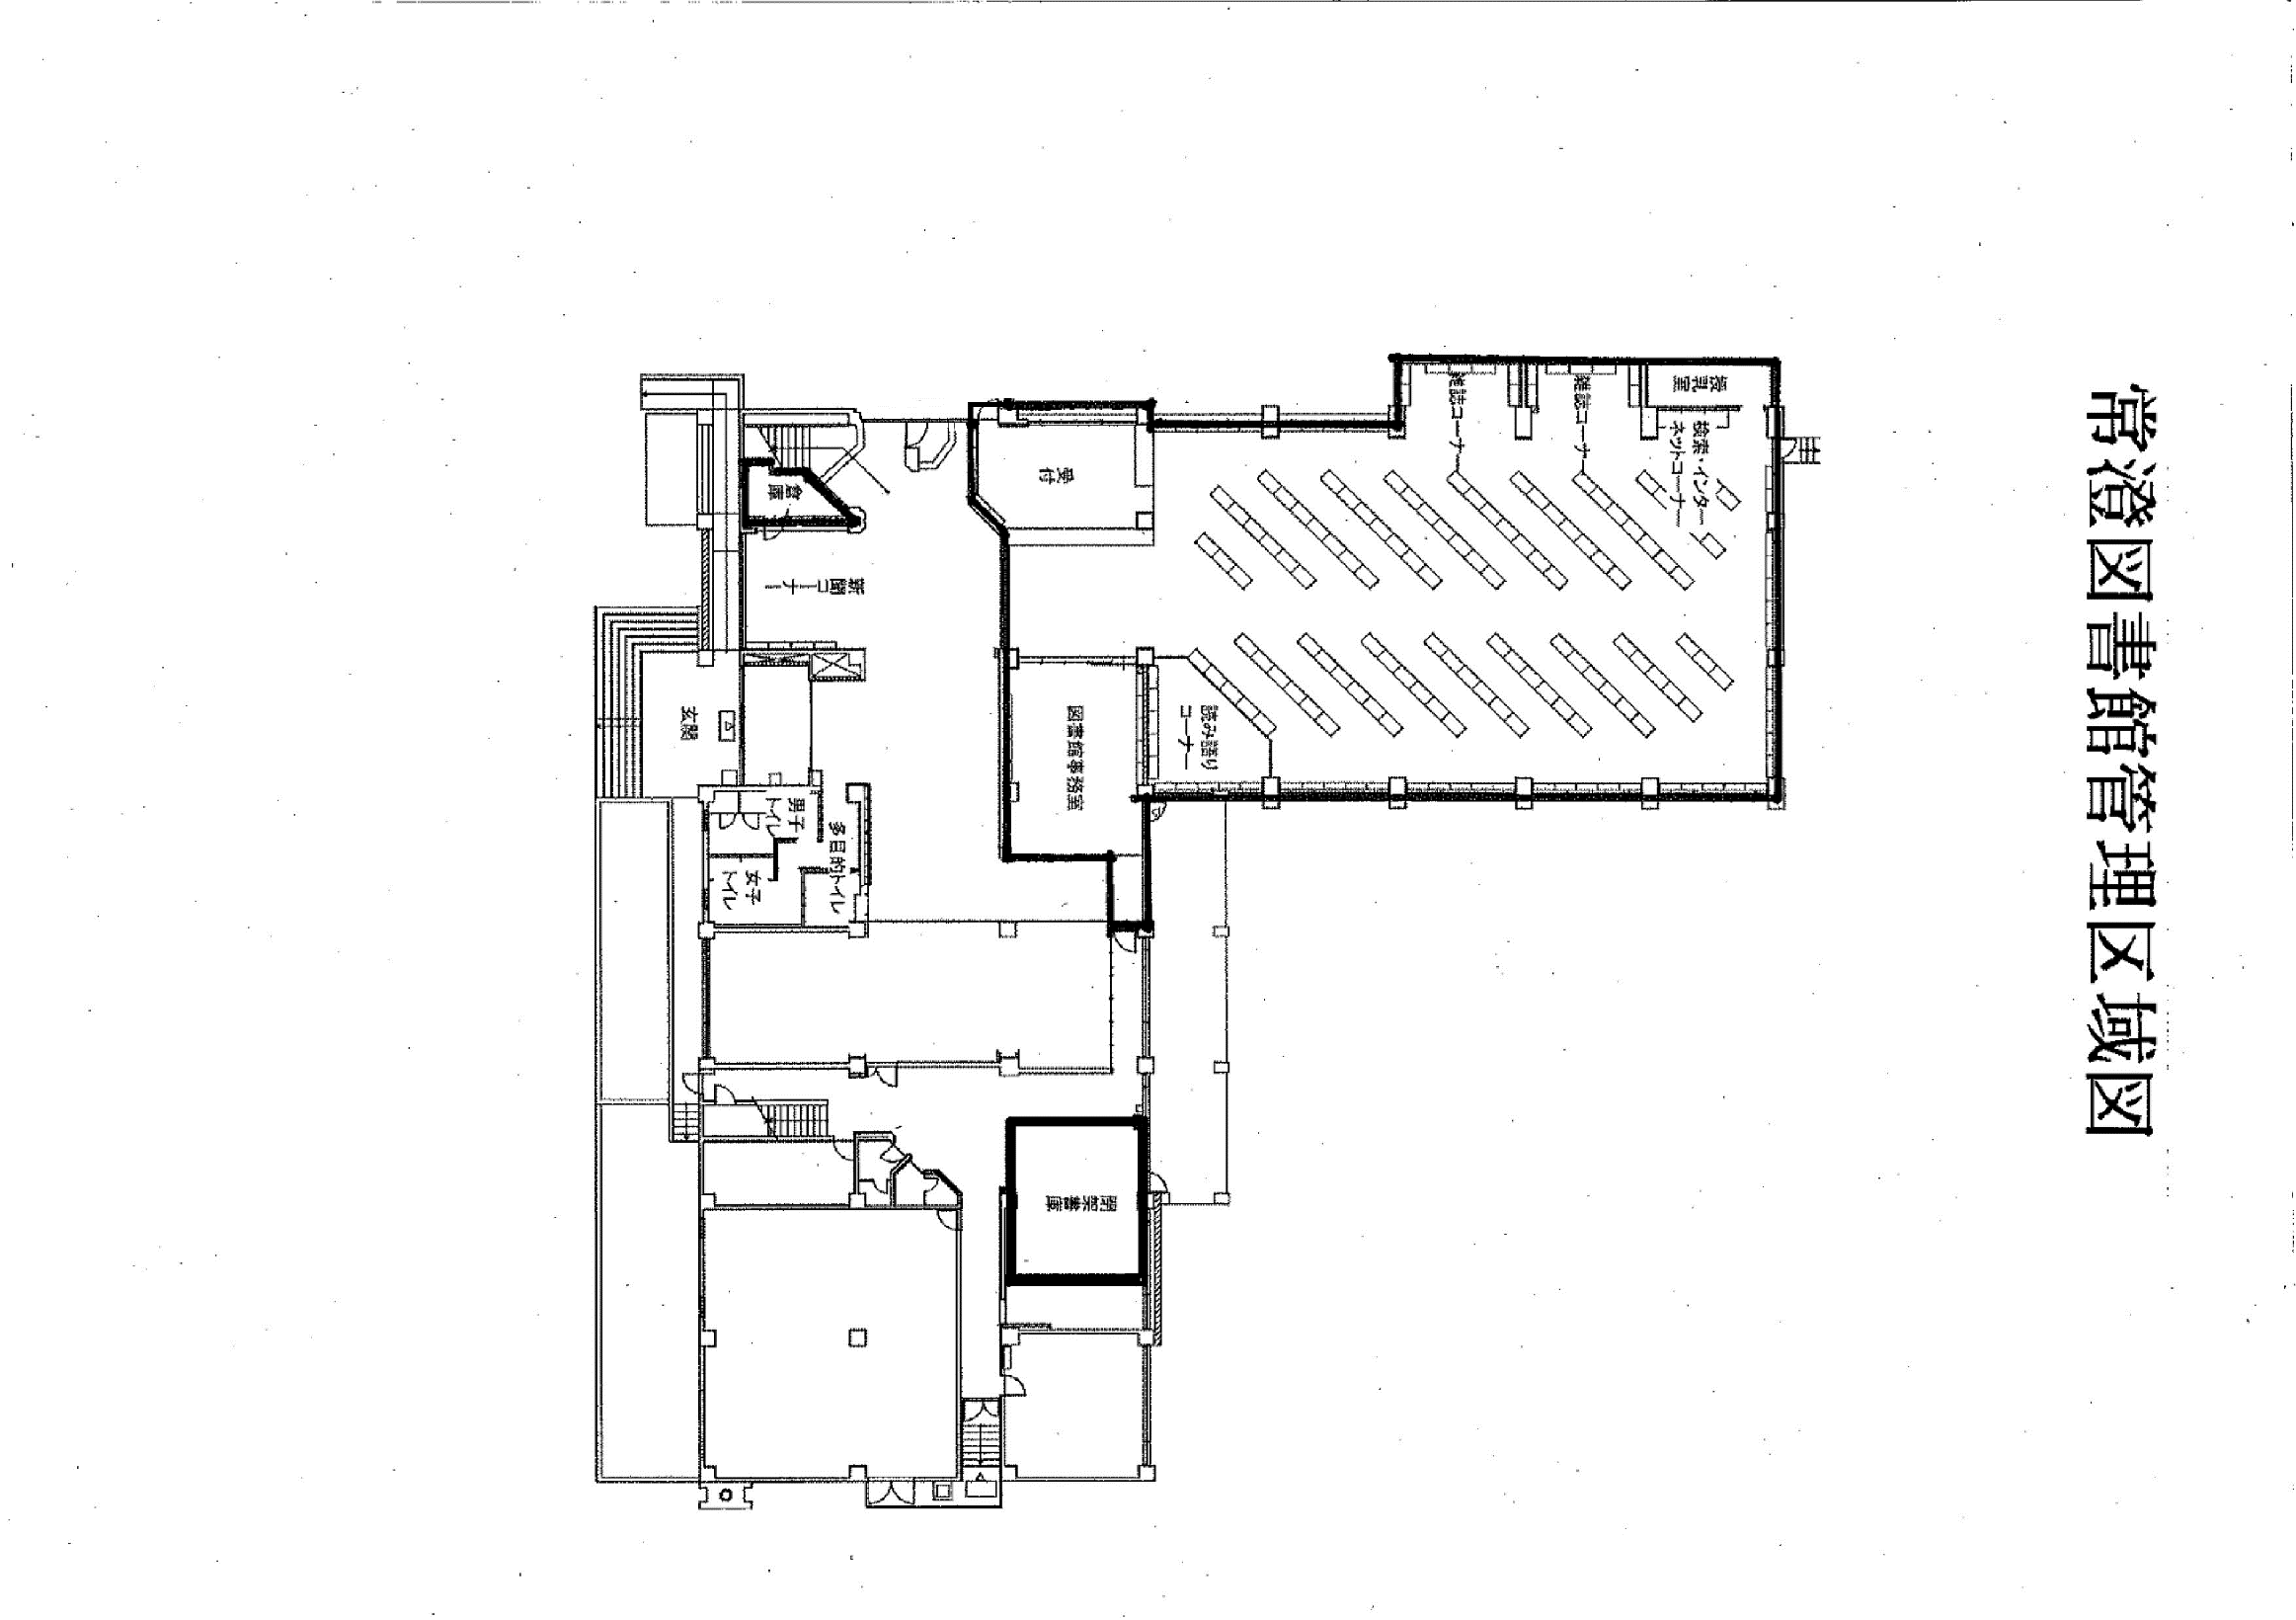 常澄図書館管理区域図
授乳室
検索・インター
ネットコーナー
雑誌コーナー
雑誌コーナー
受付
倉庫
新聞コーナー
読み語り
コーナー
図書館事務室
玄関
男子
トイレ
多目的トイレ
女子
トイレ
閉架書庫